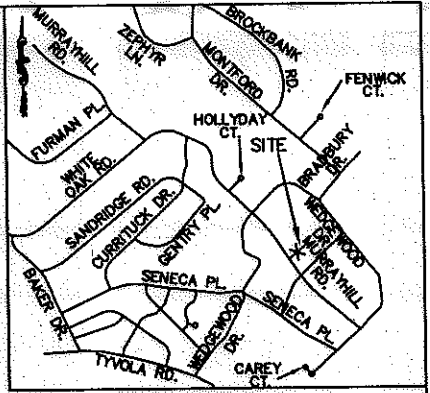 MURRAYHILL
RD.
ZEPHYR
LN.
BROCKBANK
RD.
MONTFORD
DR.
FENWICK
CT.
HOLLYDAY
CT.
SITE
FURMAN PL.
WHITE
OAK RD.
BRADBURY
DR.
SANDRIDGE RD.
CURRITUCK DR.
GENTRY PL.
WEDGEWOOD
DR.
MURRAYHILL
RD.
BAKER DR.
SENECA PL.
WEDGEWOOD
DR.
SENECA PL.
TYVOLA RD.
CAREY
CT.